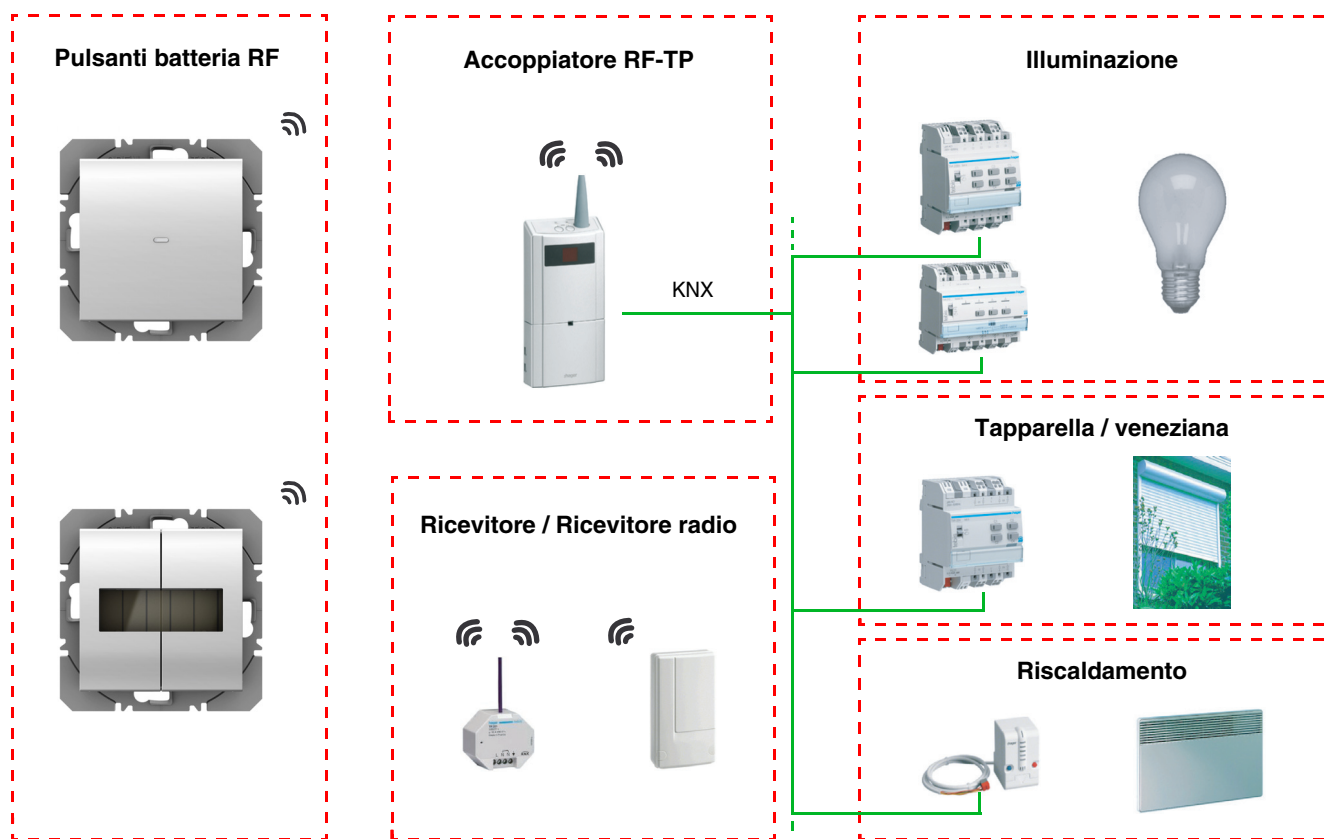 Pulsanti batteria RF
Accoppiatore RF-TP
KNX
Ricevitore / Ricevitore radio
Illuminazione
Tapparella / veneziana
Riscaldamento